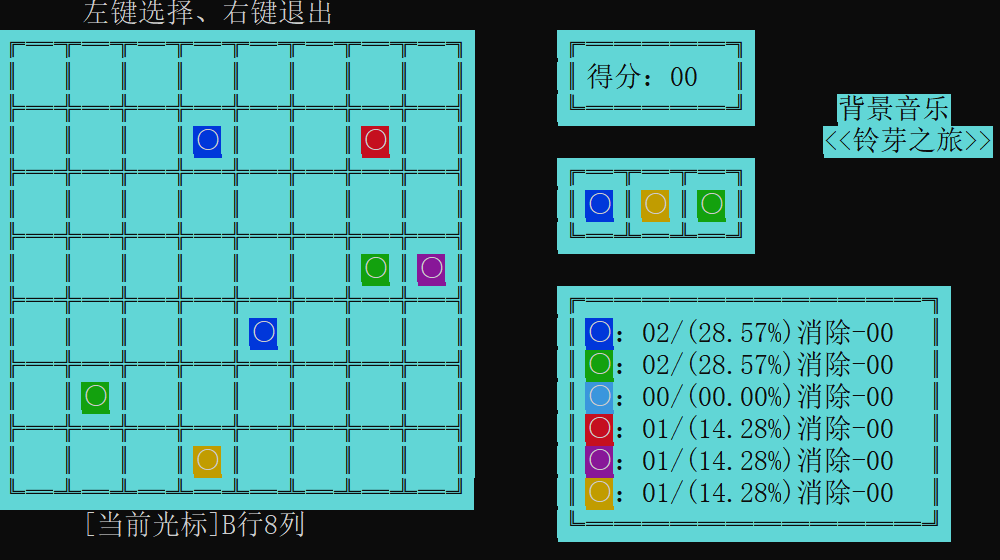 左键选择、右键退出
得分：00
背景音乐
<<铃芽之旅>>
：02/(28.57%)消除-00
：02/(28.57%)消除-00
：00/(00.00%)消除-00
：01/(14.28%)消除-00
：01/(14.28%)消除-00
：01/(14.28%)消除-00
[当前光标]B行8列